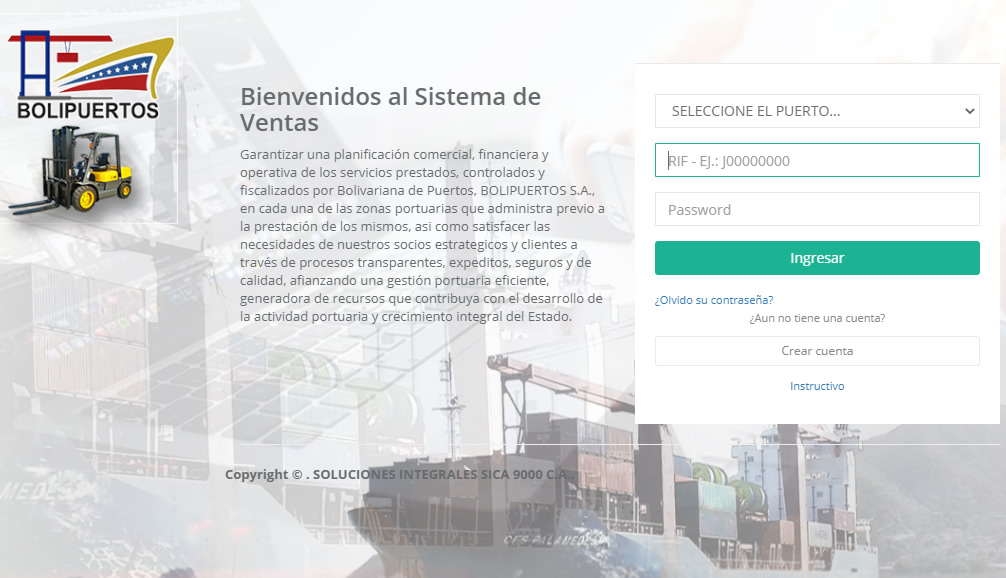 BOLIPUERTOS
Bienvenidos al Sistema de
Ventas
Garantizar una planificación comercial, financiera y
operativa de los servicios prestados, controlados y
fiscalizados por Bolivariana de Puertos, BOLIPUERTOS S.A.,
en cada una de las zonas portuarias que administra previo a
la prestación de los mismos, asi como satisfacer las
necesidades de nuestros socios estrategicos y clientes a
través de procesos transparentes, expeditos, seguros y de
calidad, afianzando una gestión portuaria eficiente,
generadora de recursos que contribuya con el desarrollo de
la actividad portuaria y crecimiento integral del Estado.
SELECCIONE EL PUERTO...
RIF - EJ.: J00000000
Password
Ingresar
¿Olvido su contraseña?
¿Aun no tiene una cuenta?
Crear cuenta
Instructivo
Copyright © . SOLUCIONES INTEGRALES SICA 9000 C.A.
CFS PALAMEDES